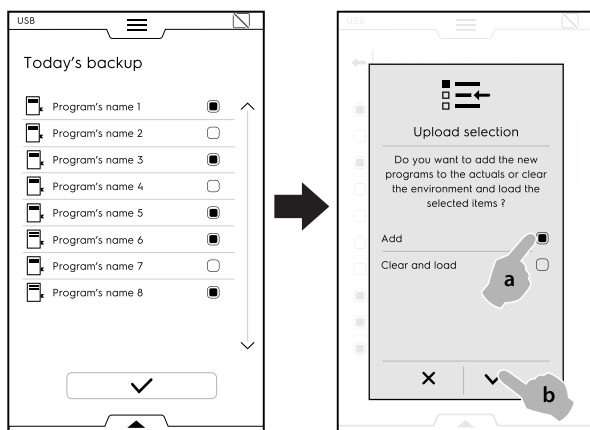 USB
Today's backup
Program's name 1
Program's name 2
Program's name 3
Program's name 4
Program's name 5
Program's name 6
Program's name 7
Program's name 8
USB
Upload selection
Do you want to add the new
programs to the actuals or clear
the environment and load the
selected items ?
Add
Clear and load
a
b